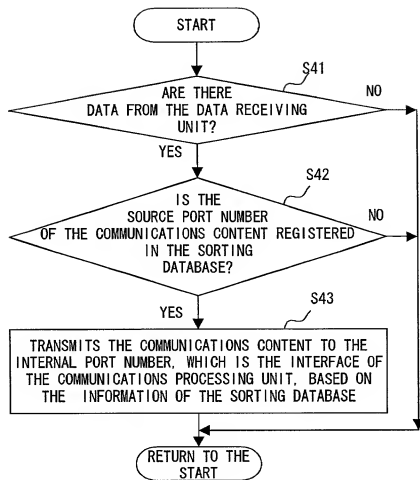 START
S41
ARE THERE
DATA FROM THE DATA RECEIVING
UNIT?
NO
YES
S42
IS THE
SOURCE PORT NUMBER
OF THE COMMUNICATIONS CONTENT REGISTERED
IN THE SORTING
DATABASE?
NO
YES
S43
TRANSMITS THE COMMUNICATIONS CONTENT TO THE
INTERNAL PORT NUMBER, WHICH IS THE INTERFACE OF
THE COMMUNICATIONS PROCESSING UNIT, BASED ON
THE INFORMATION OF THE SORTING DATABASE
RETURN TO THE
START